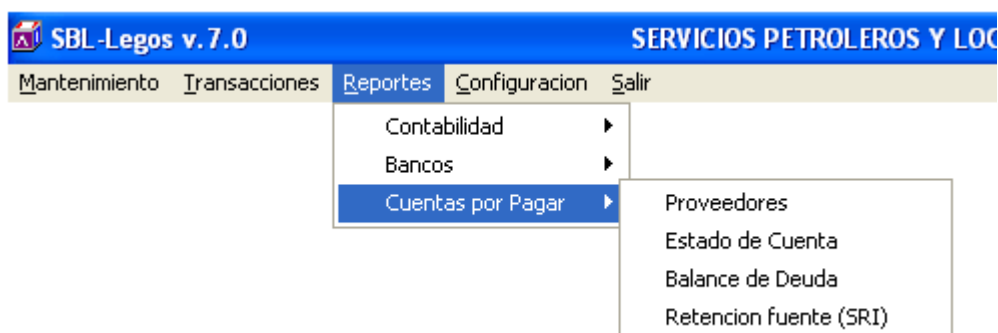 SBL-Legos v. 7.0 SERVICIOS PETROLEROS Y LOC
Mantenimiento Transacciones Reportes Configuracion Salir
Contabilidad
Bancos
Cuentas por Pagar
Proveedores
Estado de Cuenta
Balance de Deuda
Retencion fuente (SRI)